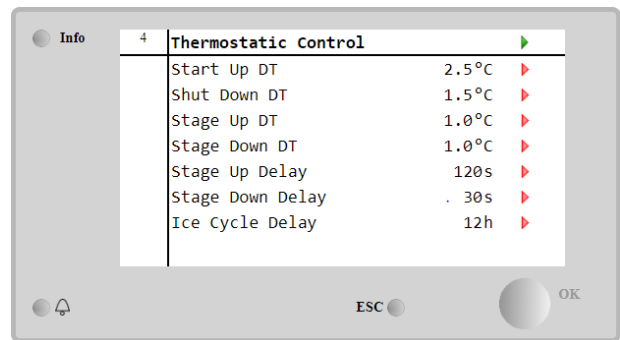 Info
4 Thermostatic Control
Start Up DT 2.5°C
Shut Down DT 1.5°C
Stage Up DT 1.0°C
Stage Down DT 1.0°C
Stage Up Delay 120s
Stage Down Delay . 30s
Ice Cycle Delay 12h
ESC
OK